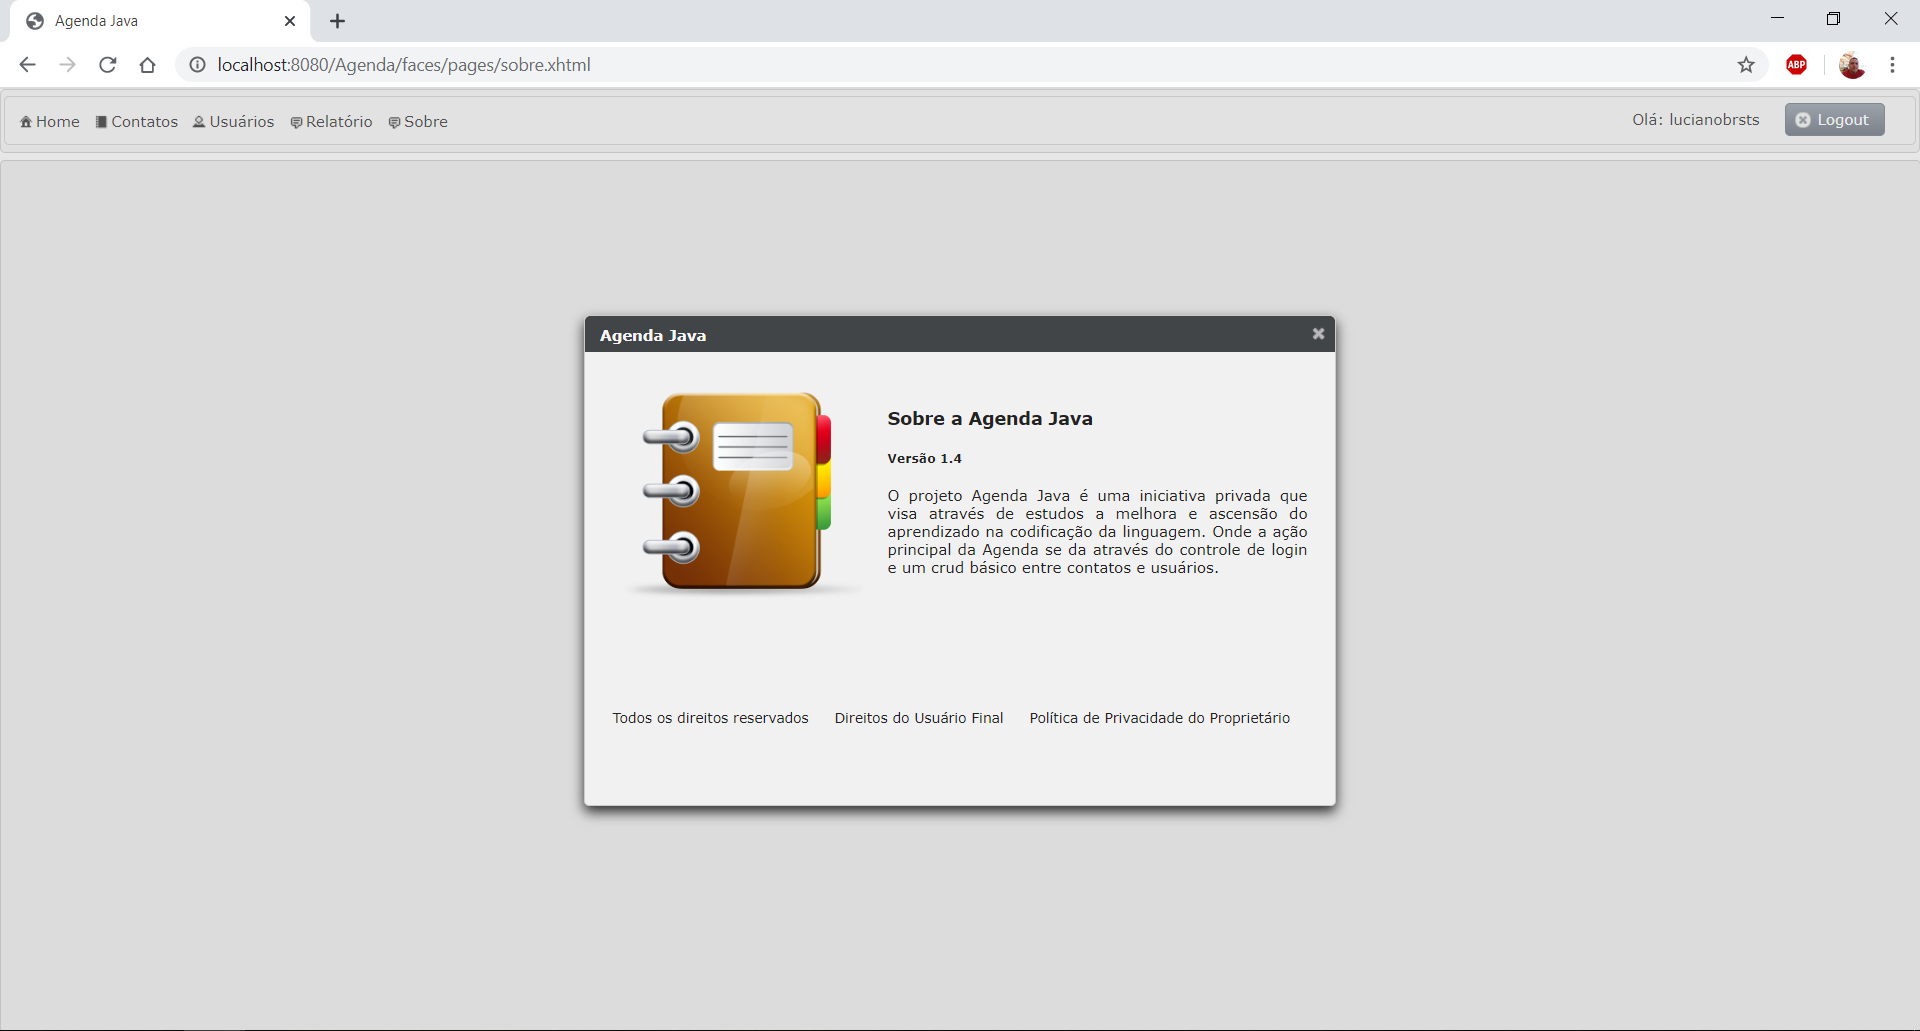 Agenda Java
localhost:8080/Agenda/faces/pages/sobre.xhtml
ABP
Home Contatos Usuários Relatório Sobre
Olá: lucianobrsts Logout
Agenda Java
Sobre a Agenda Java
Versão 1.4
O projeto Agenda Java é uma iniciativa privada que
visa através de estudos a melhora e ascensão do
aprendizado na codificação da linguagem. Onde a ação
principal da Agenda se da através do controle de login
e um crud básico entre contatos e usuários.
Todos os direitos reservados Direitos do Usuário Final Política de Privacidade do Proprietário